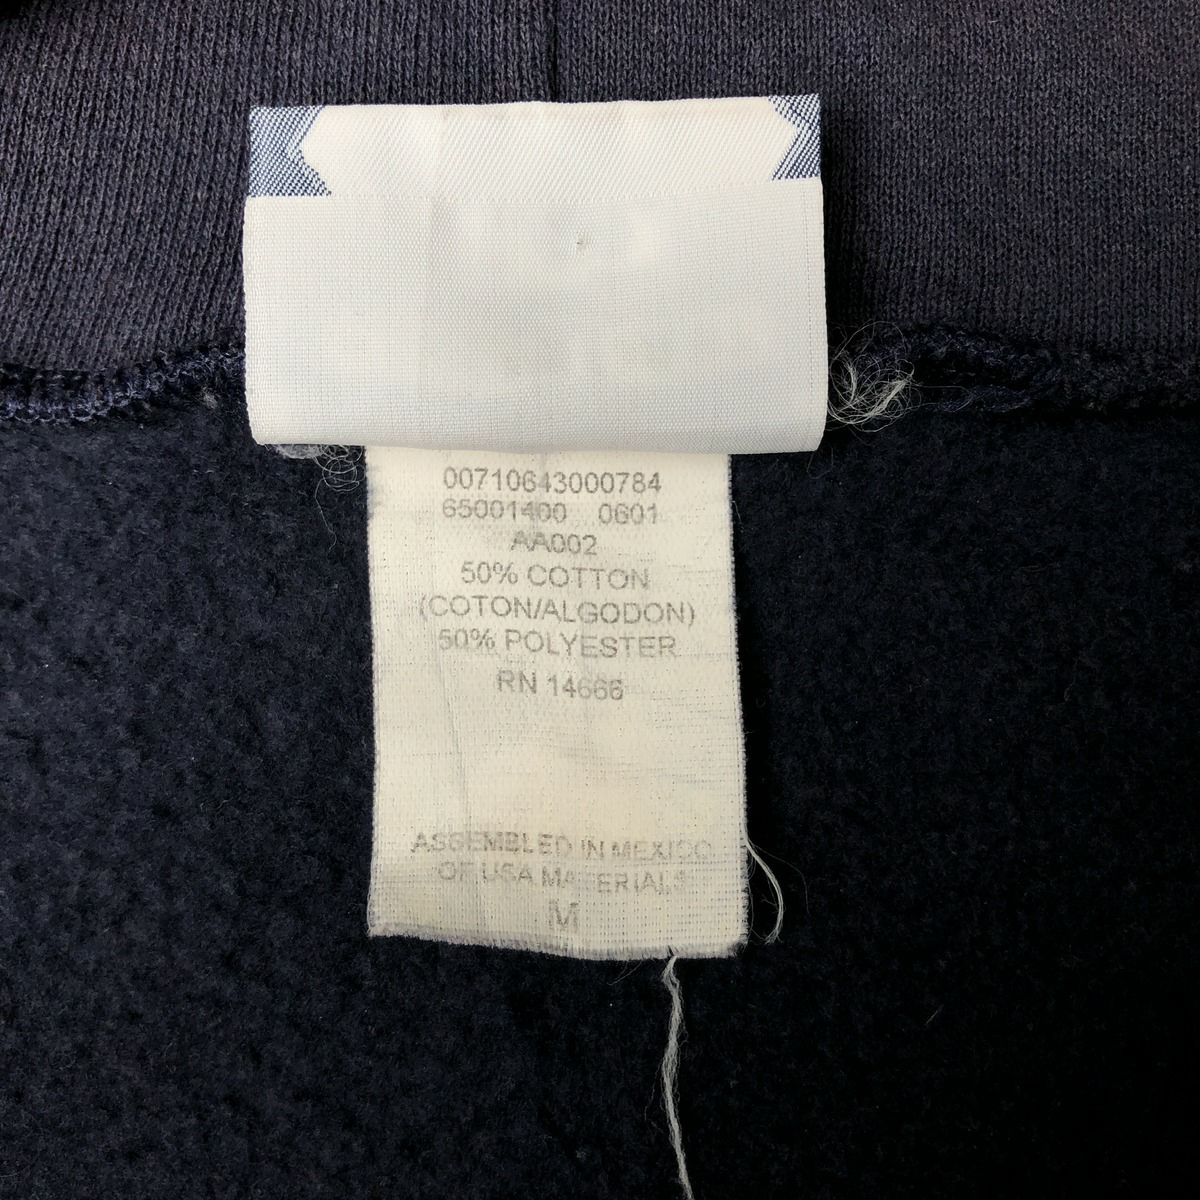 00710643000784
65001400 0601
AA002
50% COTTON
(COTON/ALGODON)
50% POLYESTER
RN 14666
ASSEMBLED IN MEXICO
OF USA MATERIALS
M